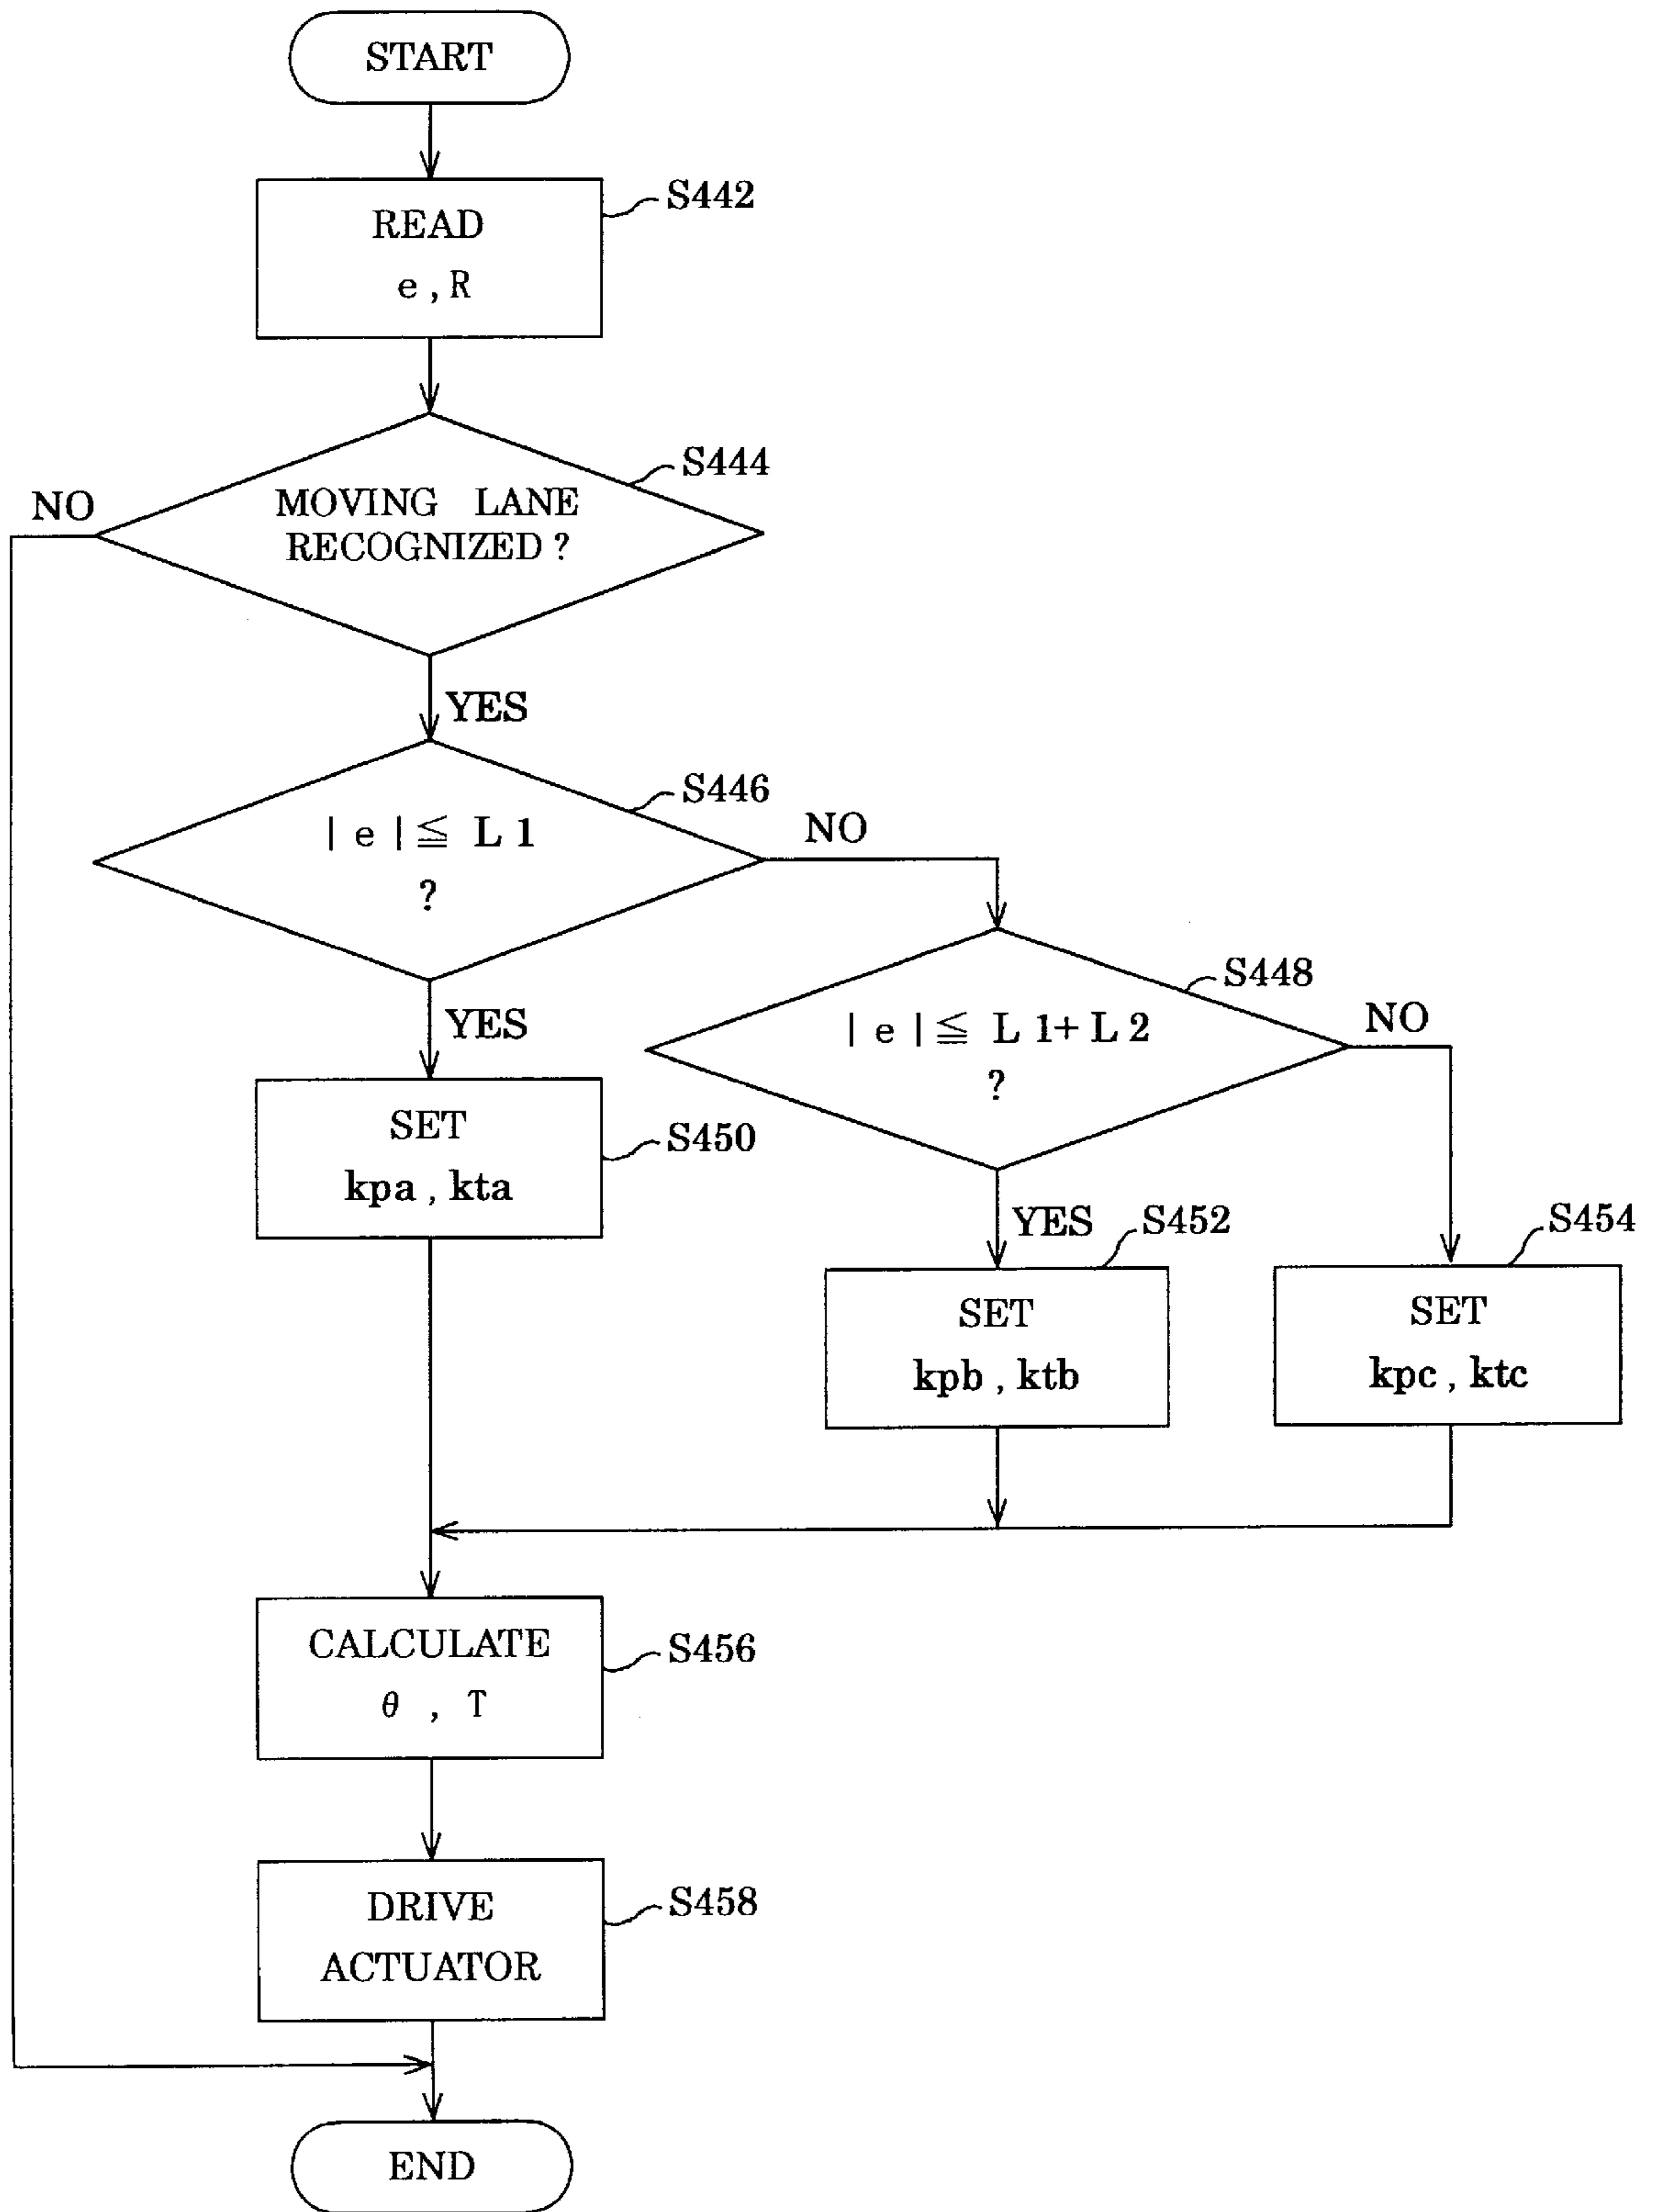 START
READ
e , R
S442
MOVING LANE
RECOGNIZED ?
S444
NO
YES
| e | ≦ L 1
?
S446
NO
YES
| e | ≦ L 1+ L 2
?
S448
NO
YES
SET
kpa , kta
S450
SET
kpb , ktb
S452
SET
kpc , ktc
S454
CALCULATE
θ , T
S456
DRIVE
ACTUATOR
S458
END